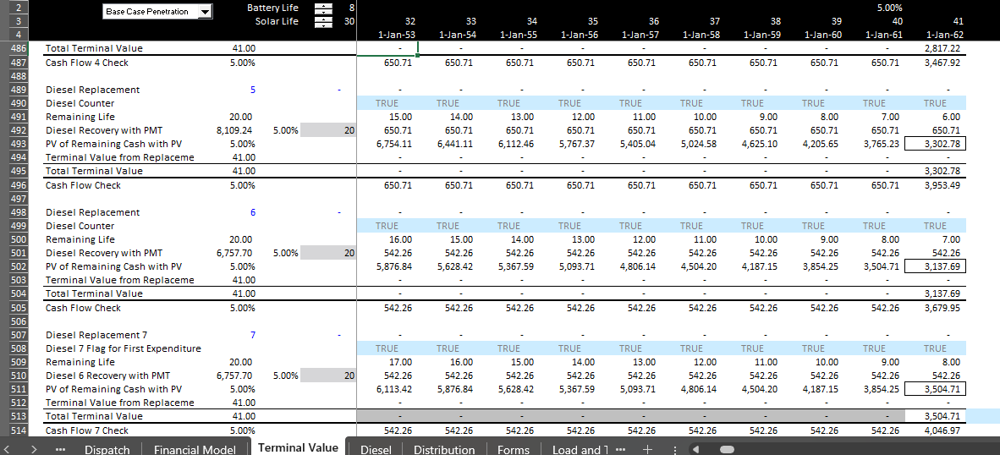 2 Base Case Penetration Battery Life 8 5.00%
3 Solar Life 30 32 33 34 35 36 37 38 39 40 41
4 1-Jan-53 1-Jan-54 1-Jan-55 1-Jan-56 1-Jan-57 1-Jan-58 1-Jan-59 1-Jan-60 1-Jan-61 1-Jan-62
486 Total Terminal Value 41.00 - - - - - - - - - 2,817.22
487 Cash Flow 4 Check 5.00% 650.71 650.71 650.71 650.71 650.71 650.71 650.71 650.71 650.71 3,467.92
488
489 Diesel Replacement 5 - - - - - - - - - - -
490 Diesel Counter TRUE TRUE TRUE TRUE TRUE TRUE TRUE TRUE TRUE TRUE
491 Remaining Life 20.00 15.00 14.00 13.00 12.00 11.00 10.00 9.00 8.00 7.00 6.00
492 Diesel Recovery with PMT 8,109.24 5.00% 20 650.71 650.71 650.71 650.71 650.71 650.71 650.71 650.71 650.71 650.71
493 PV of Remaining Cash with PV 5.00% 6,754.11 6,441.11 6,112.46 5,767.37 5,405.04 5,024.58 4,625.10 4,205.65 3,765.23 3,302.78
494 Terminal Value from Replaceme 41.00 - - - - - - - - - -
495 Total Terminal Value 41.00 - - - - - - - - - 3,302.78
496 Cash Flow Check 5.00% 650.71 650.71 650.71 650.71 650.71 650.71 650.71 650.71 650.71 3,953.49
497
498 Diesel Replacement 6 - - - - - - - - - - -
499 Diesel Counter TRUE TRUE TRUE TRUE TRUE TRUE TRUE TRUE TRUE TRUE
500 Remaining Life 20.00 16.00 15.00 14.00 13.00 12.00 11.00 10.00 9.00 8.00 7.00
501 Diesel Recovery with PMT 6,757.70 5.00% 20 542.26 542.26 542.26 542.26 542.26 542.26 542.26 542.26 542.26 542.26
502 PV of Remaining Cash with PV 5.00% 5,876.84 5,628.42 5,367.59 5,093.71 4,806.14 4,504.20 4,187.15 3,854.25 3,504.71 3,137.69
503 Terminal Value from Replaceme 41.00 - - - - - - - - - -
504 Total Terminal Value 41.00 - - - - - - - - - 3,137.69
505 Cash Flow Check 5.00% 542.26 542.26 542.26 542.26 542.26 542.26 542.26 542.26 542.26 3,679.95
506
507 Diesel Replacement 7 7 - - - - - - - - - - -
508 Diesel 7 Flag for First Expenditure TRUE TRUE TRUE TRUE TRUE TRUE TRUE TRUE TRUE TRUE
509 Remaining Life 20.00 17.00 16.00 15.00 14.00 13.00 12.00 11.00 10.00 9.00 8.00
510 Diesel 6 Recovery with PMT 6,757.70 5.00% 20 542.26 542.26 542.26 542.26 542.26 542.26 542.26 542.26 542.26 542.26
511 PV of Remaining Cash with PV 5.00% 6,113.42 5,876.84 5,628.42 5,367.59 5,093.71 4,806.14 4,504.20 4,187.15 3,854.25 3,504.71
512 Terminal Value from Replaceme 41.00 - - - - - - - - - -
513 Total Terminal Value 41.00 - - - - - - - - - 3,504.71
514 Cash Flow 7 Check 5.00% 542.26 542.26 542.26 542.26 542.26 542.26 542.26 542.26 542.26 4,046.97
Dispatch Financial Model Terminal Value Diesel Distribution Forms Load and